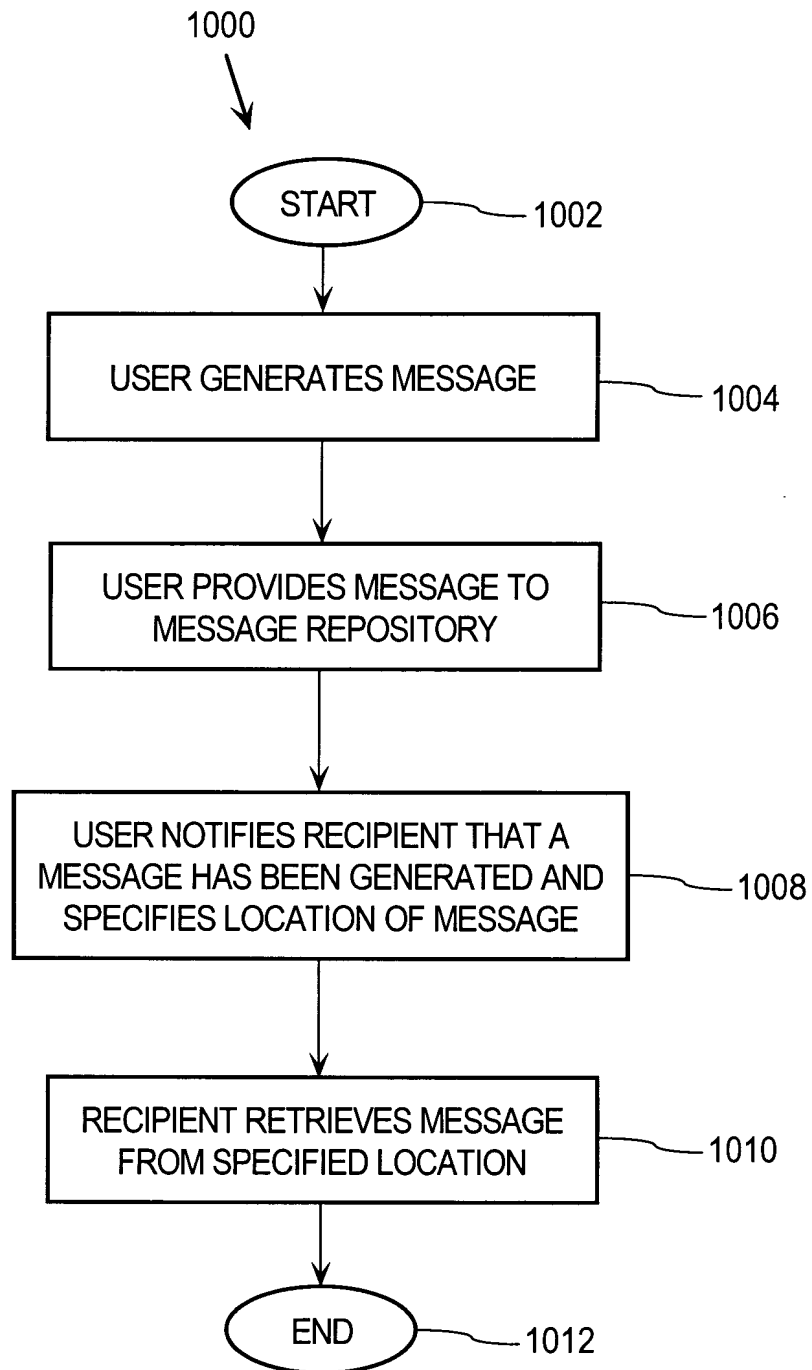 1000
START
1002
USER GENERATES MESSAGE
1004
USER PROVIDES MESSAGE TO
MESSAGE REPOSITORY
1006
USER NOTIFIES RECIPIENT THAT A
MESSAGE HAS BEEN GENERATED AND
SPECIFIES LOCATION OF MESSAGE
1008
RECIPIENT RETRIEVES MESSAGE
FROM SPECIFIED LOCATION
1010
END
1012